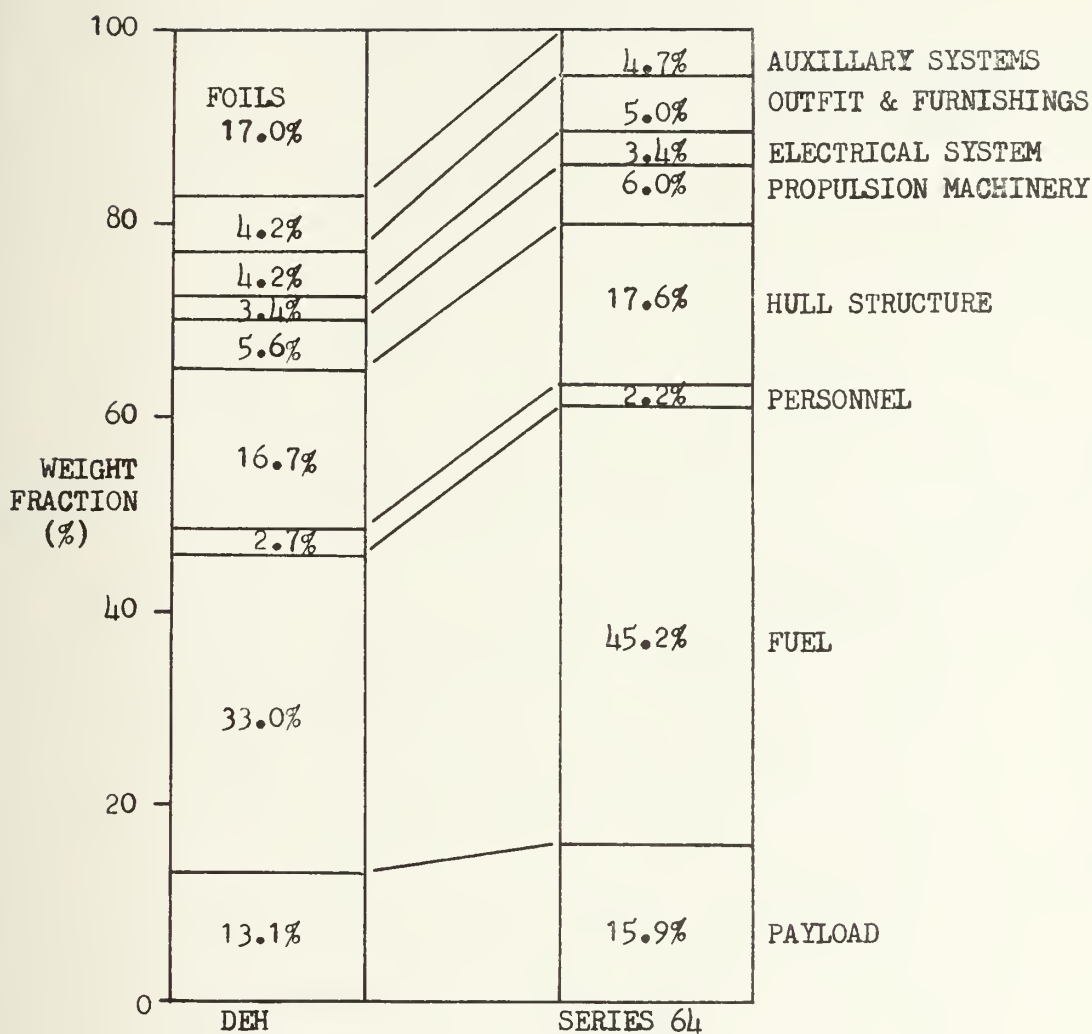 100
4.7%
AUXILLARY SYSTEMS
FOILS
17.0%
5.0%
OUTFIT & FURNISHINGS
3.4%
ELECTRICAL SYSTEM
6.0%
PROPULSION MACHINERY
80
4.2%
4.2%
3.4%
5.6%
17.6%
HULL STRUCTURE
60
2.2%
PERSONNEL
WEIGHT
FRACTION
(%)
16.7%
2.7%
40
45.2%
FUEL
33.0%
20
13.1%
15.9%
PAYLOAD
0
DEH
SERIES 64